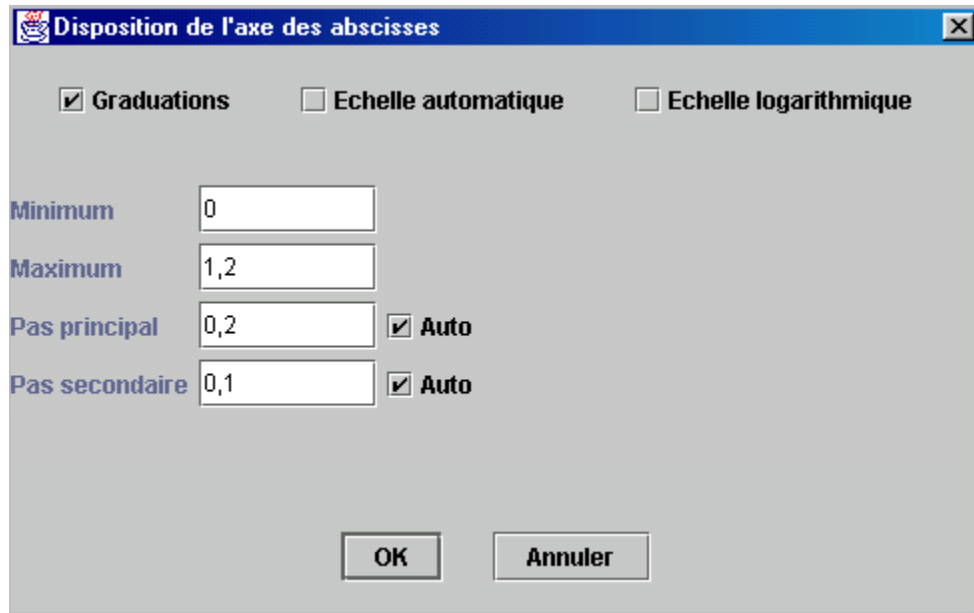 Disposition de l'axe des abscisses
Graduations Echelle automatique Echelle logarithmique
Minimum 0
Maximum 1,2
Pas principal 0,2 Auto
Pas secondaire 0,1 Auto
OK Annuler